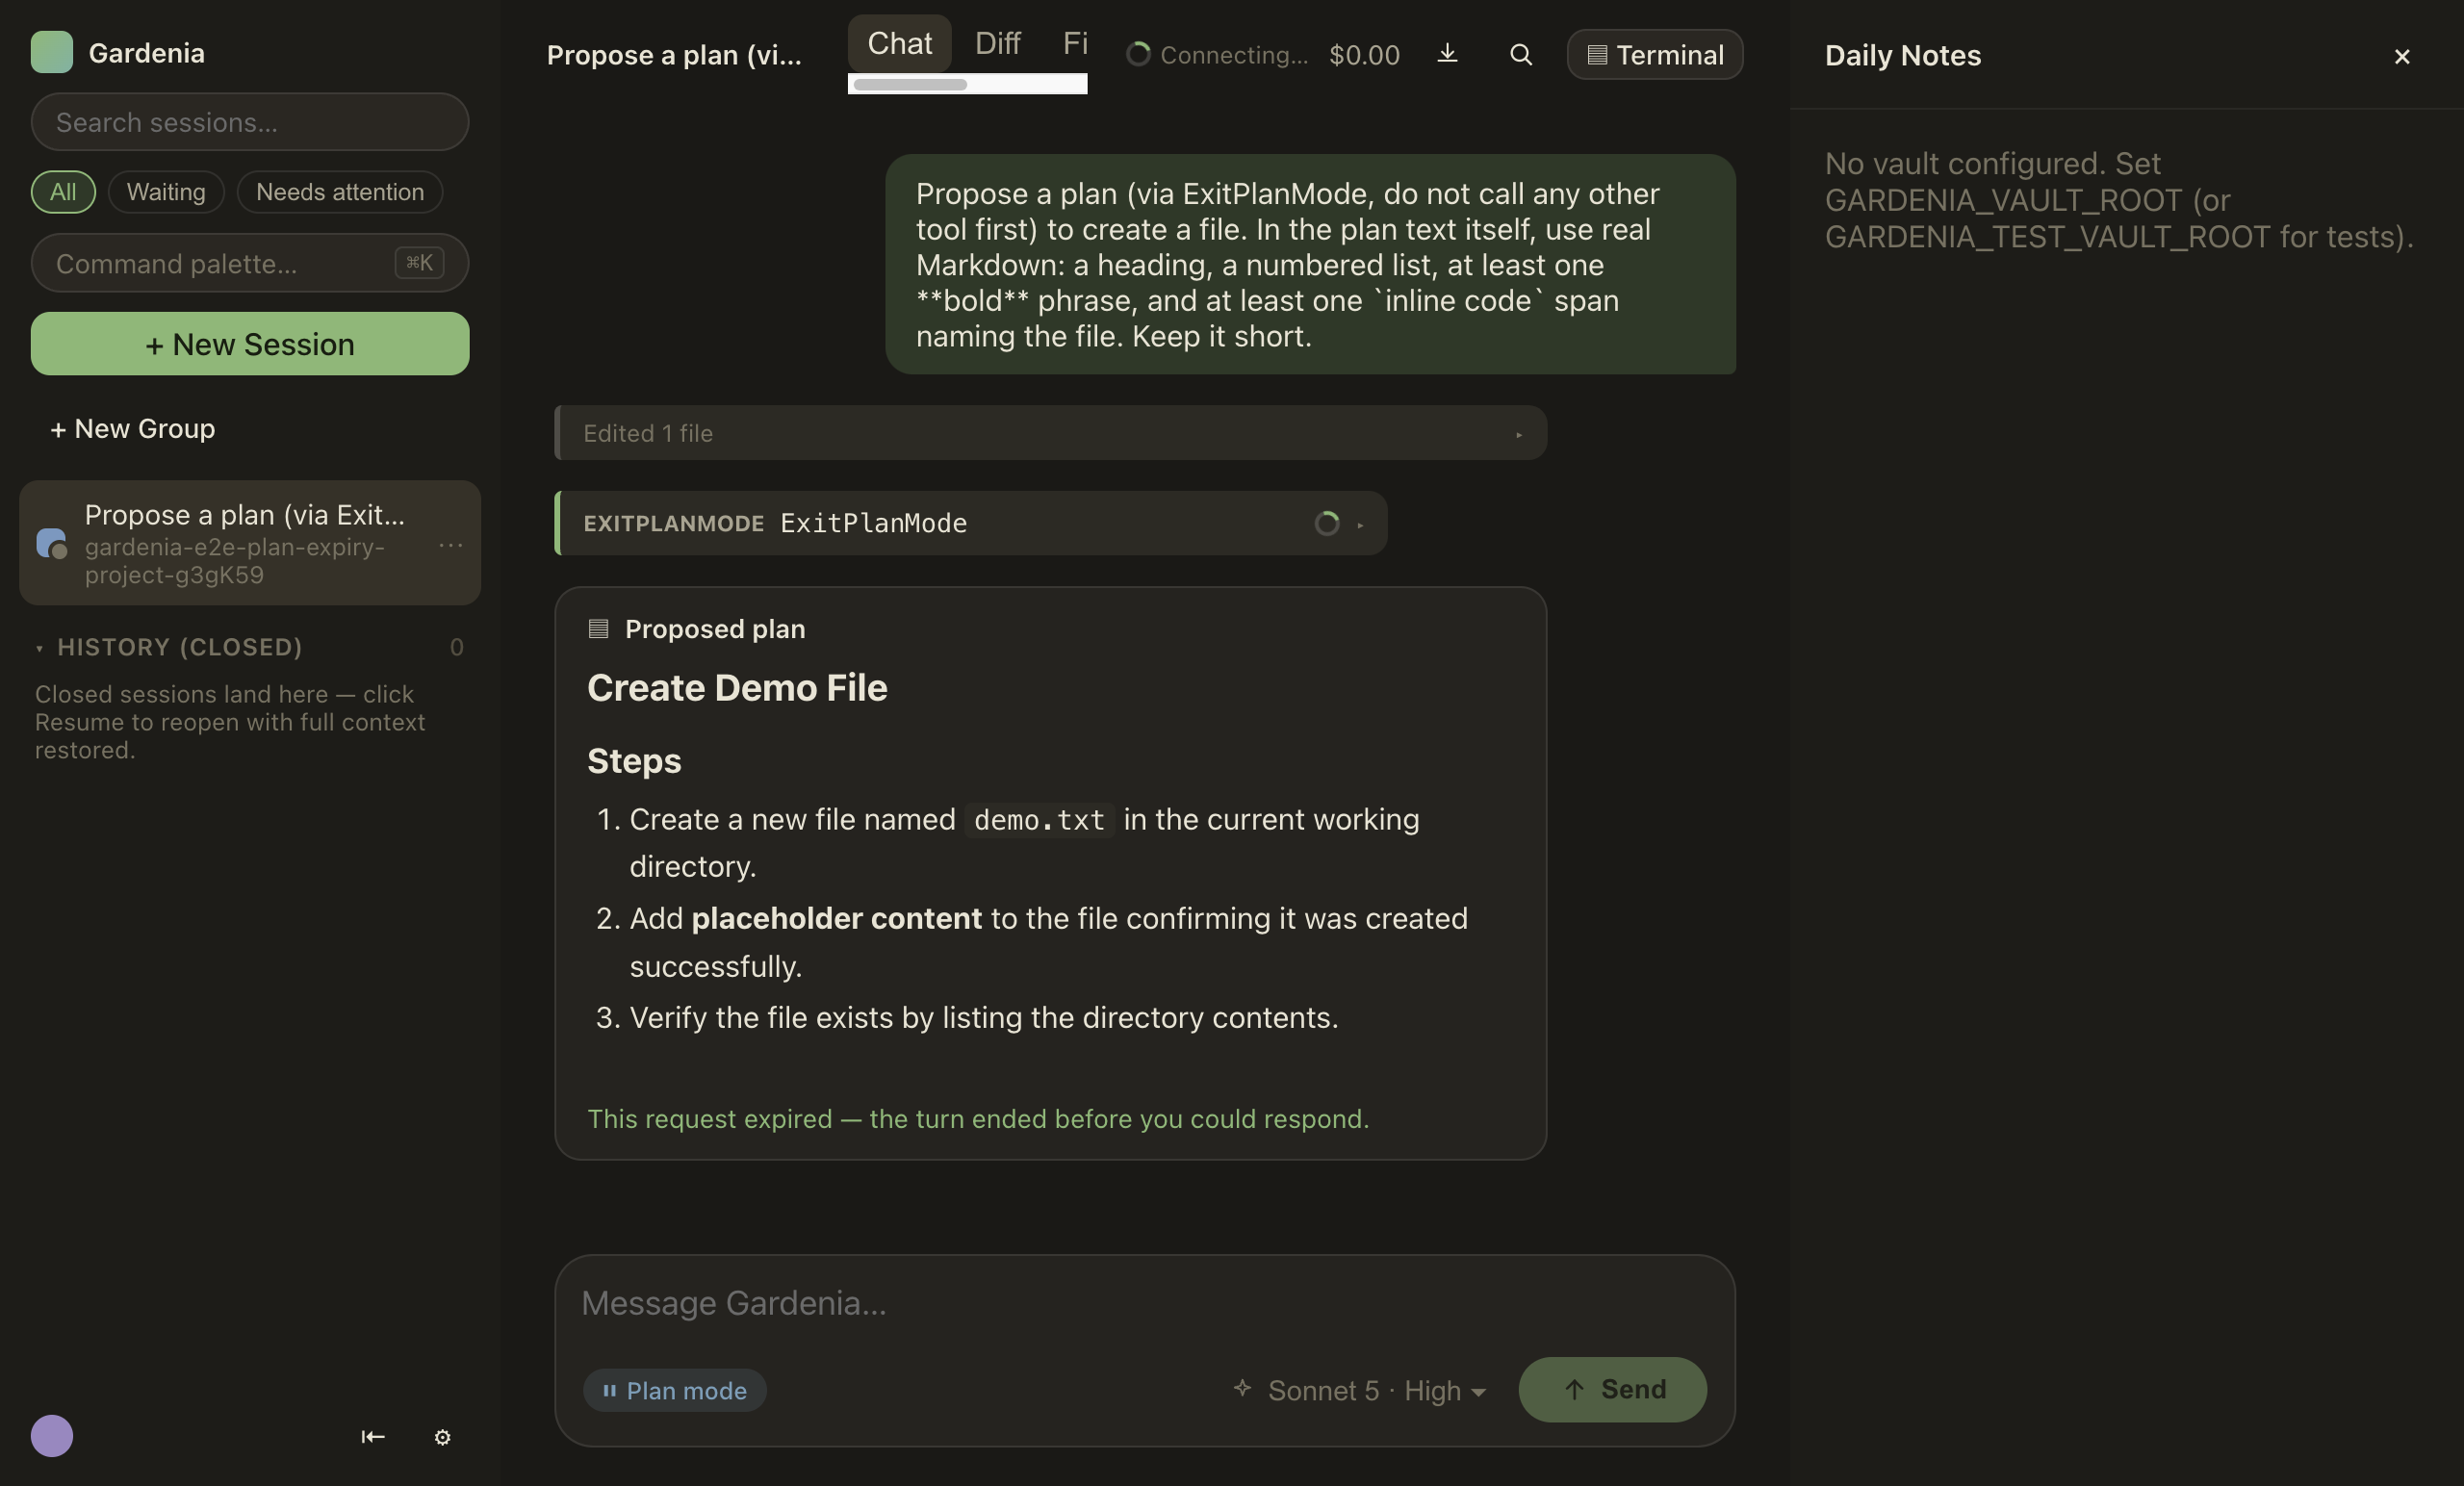 Gardenia
Search sessions...
All
Waiting
Needs attention
Command palette...
⌘K
+ New Session
+ New Group
Propose a plan (via Exit...
gardenia-e2e-plan-expiry-
project-g3gK59
HISTORY (CLOSED)
0
Closed sessions land here — click
Resume to reopen with full context
restored.
Propose a plan (vi...
Chat
Diff
Fi
Connecting...
$0.00
Terminal
Propose a plan (via ExitPlanMode, do not call any other
tool first) to create a file. In the plan text itself, use real
Markdown: a heading, a numbered list, at least one
**bold** phrase, and at least one `inline code` span
naming the file. Keep it short.
Edited 1 file
EXITPLANMODE ExitPlanMode
Proposed plan
Create Demo File
Steps
1. Create a new file named demo.txt in the current working
directory.
2. Add placeholder content to the file confirming it was created
successfully.
3. Verify the file exists by listing the directory contents.
This request expired — the turn ended before you could respond.
Message Gardenia...
Plan mode
Sonnet 5 · High
Send
Daily Notes
No vault configured. Set
GARDENIA_VAULT_ROOT (or
GARDENIA_TEST_VAULT_ROOT for tests).